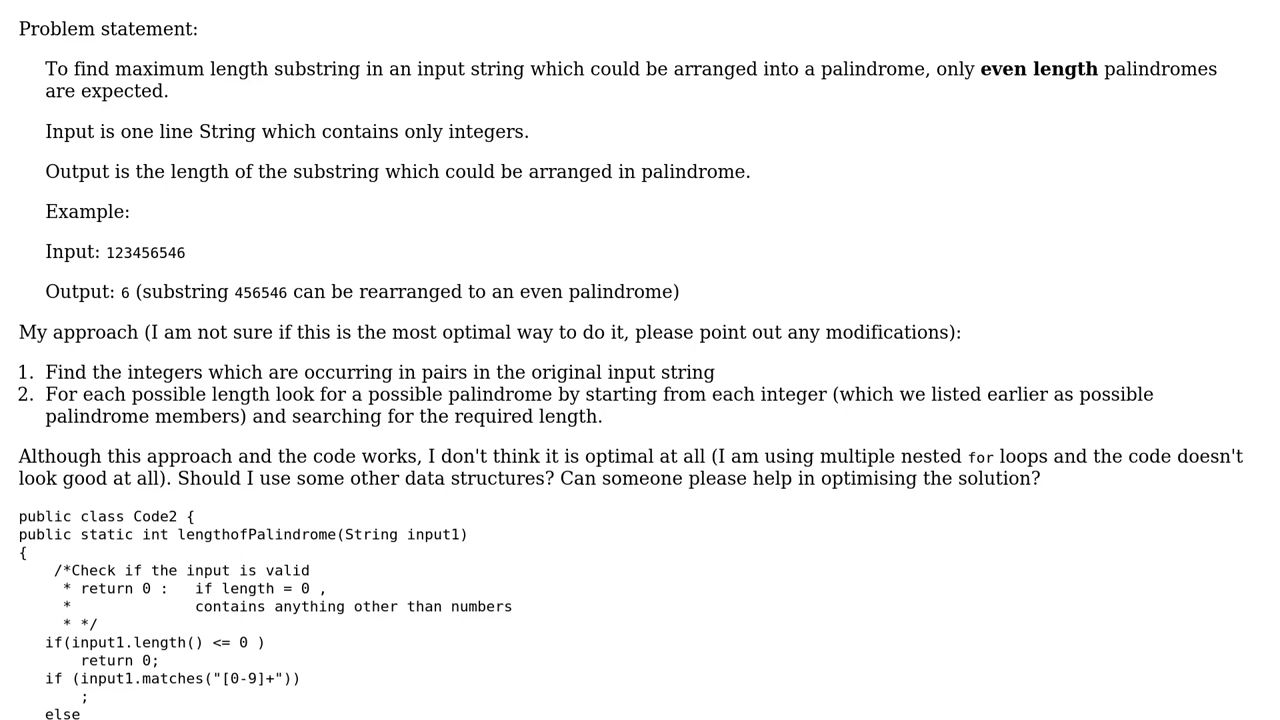 Problem statement:
To find maximum length substring in an input string which could be arranged into a palindrome, only even length palindromes
are expected.
Input is one line String which contains only integers.
Output is the length of the substring which could be arranged in palindrome.
Example:
Input: 123456546
Output: 6 (substring 456546 can be rearranged to an even palindrome)
My approach (I am not sure if this is the most optimal way to do it, please point out any modifications):
1. Find the integers which are occurring in pairs in the original input string
2. For each possible length look for a possible palindrome by starting from each integer (which we listed earlier as possible
palindrome members) and searching for the required length.
Although this approach and the code works, I don't think it is optimal at all (I am using multiple nested for loops and the code doesn't
look good at all). Should I use some other data structures? Can someone please help in optimising the solution?
public class Code2 {
public static int lengthofPalindrome(String input1)
{
    /*Check if the input is valid
     * return 0 :   if length = 0 ,
     *              contains anything other than numbers
     * */
   if(input1.length() <= 0 )
       return 0;
   if (input1.matches("[0-9]+"))
       ;
   else